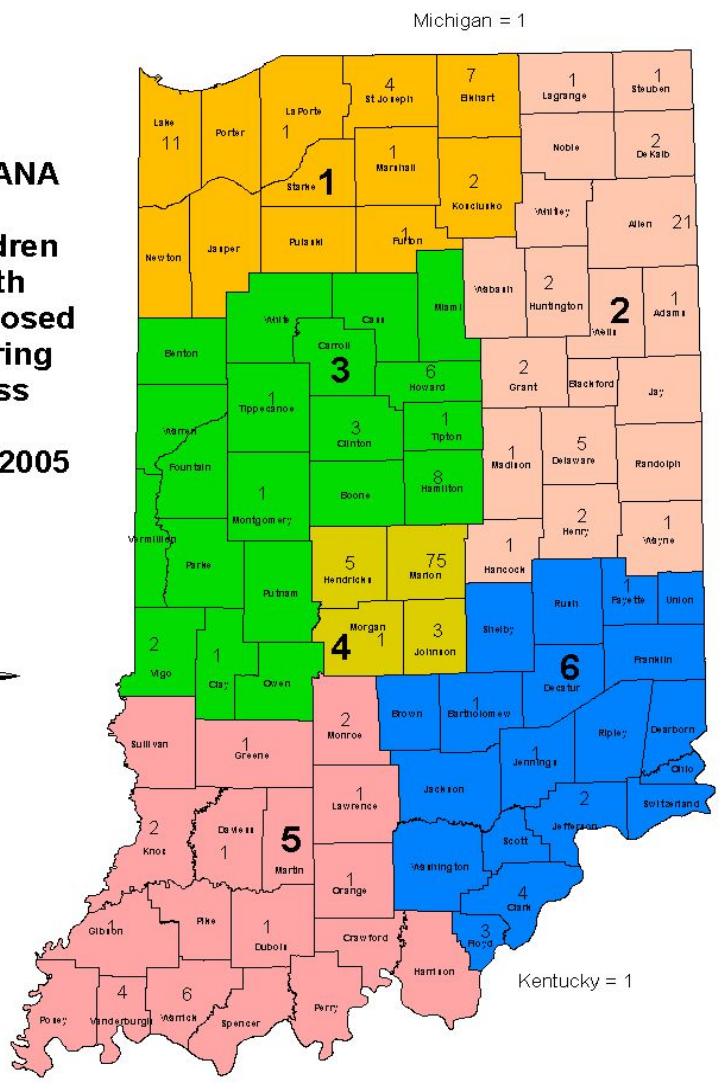 Michigan = 1
ANA
dren
th
osed
ring
ss
2005
Lake
11
Porter
La Porte
1
4
St Joseph
7
Elkhart
1
Lagrange
1
Steuben
Starke
1
1
Marshall
2
Kosciusko
Noble
2
De Kalb
Newton
Jasper
Pulaski
1
Fulton
Whitley
Allen
21
White
Cass
Miami
Wabash
2
Huntington
2
Wells
1
Adams
Benton
Carroll
3
6
Howard
2
Grant
Blackford
Jay
Warren
1
Tippecanoe
3
Clinton
1
Tipton
1
Madison
5
Delaware
Randolph
Fountain
1
Montgomery
Boone
8
Hamilton
2
Henry
1
Wayne
Vermillion
Parke
Putnam
5
Hendricks
75
Marion
1
Hancock
Rush
1
Fayette
Union
2
Vigo
1
Clay
Owen
Morgan
4
1
3
Johnson
Shelby
6
Decatur
Franklin
Sullivan
1
Greene
2
Monroe
Brown
1
Bartholomew
1
Jennings
Ripley
Dearborn
Ohio
2
Knox
Daviess
1
5
Martin
1
Lawrence
Jackson
2
Jefferson
Switzerland
1
Gibson
Pike
1
Dubois
1
Orange
Washington
Scott
4
Clark
Crawford
Harrison
3
Floyd
Posey
4
Vanderburgh
6
Warrick
Spencer
Perry
Kentucky = 1